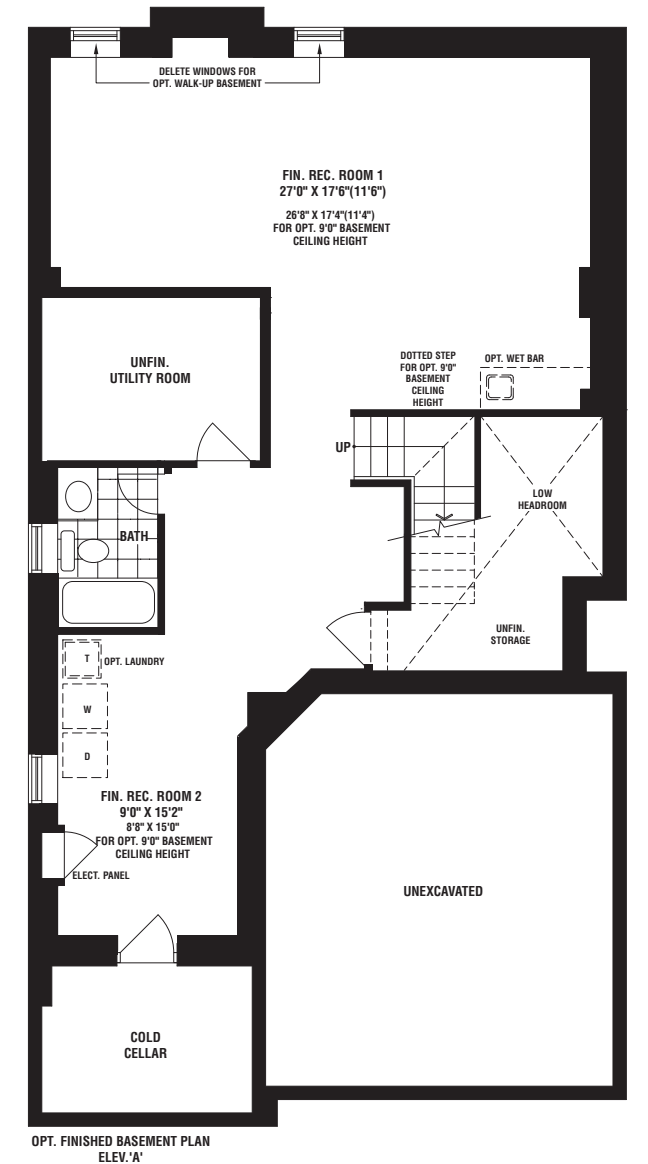 DELETE WINDOWS FOR
OPT. WALK-UP BASEMENT
FIN. REC. ROOM 1
27'0" X 17'6"(11'6")
26'8" X 17'4"(11'4")
FOR OPT. 9'0" BASEMENT
CEILING HEIGHT
UNFIN.
UTILITY ROOM
DOTTED STEP
FOR OPT. 9'0"
BASEMENT
CEILING
HEIGHT
OPT. WET BAR
UP
LOW
HEADROOM
BATH
UNFIN.
STORAGE
T
OPT. LAUNDRY
W
D
FIN. REC. ROOM 2
9'0" X 15'2"
8'8" X 15'0"
FOR OPT. 9'0" BASEMENT
CEILING HEIGHT
ELECT. PANEL
UNEXCAVATED
COLD
CELLAR
OPT. FINISHED BASEMENT PLAN
ELEV.'A'